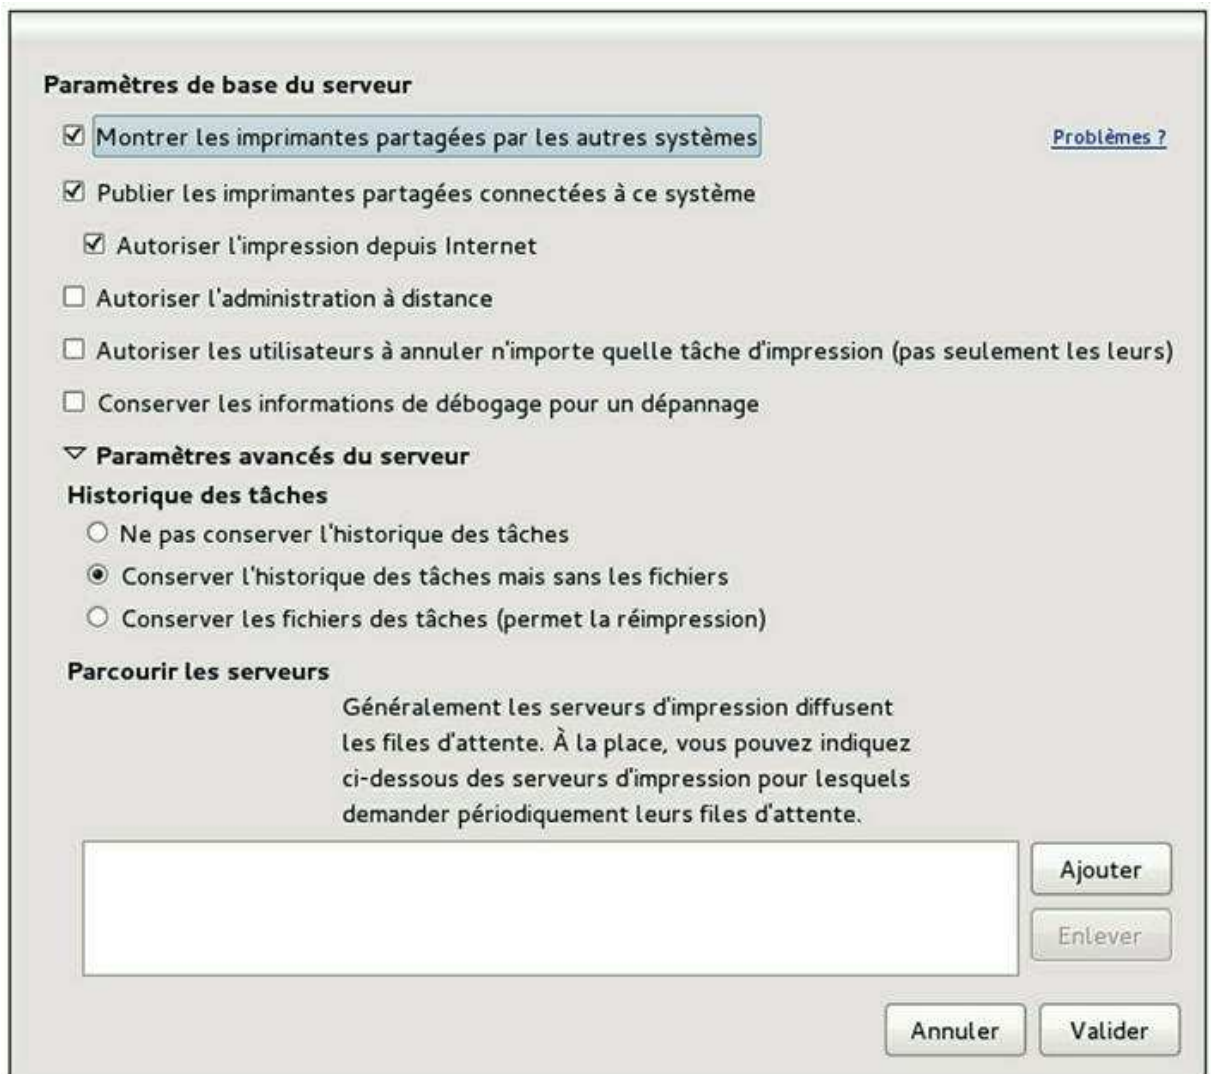 Paramètres de base du serveur
Montrer les imprimantes partagées par les autres systèmes
Problèmes ?
Publier les imprimantes partagées connectées à ce système
Autoriser l'impression depuis Internet
Autoriser l'administration à distance
Autoriser les utilisateurs à annuler n'importe quelle tâche d'impression (pas seulement les leurs)
Conserver les informations de débogage pour un dépannage
Paramètres avancés du serveur
Historique des tâches
Ne pas conserver l'historique des tâches
Conserver l'historique des tâches mais sans les fichiers
Conserver les fichiers des tâches (permet la réimpression)
Parcourir les serveurs
Généralement les serveurs d'impression diffusent
les files d'attente. À la place, vous pouvez indiquez
ci-dessous des serveurs d'impression pour lesquels
demander périodiquement leurs files d'attente.
Ajouter
Enlever
Annuler
Valider